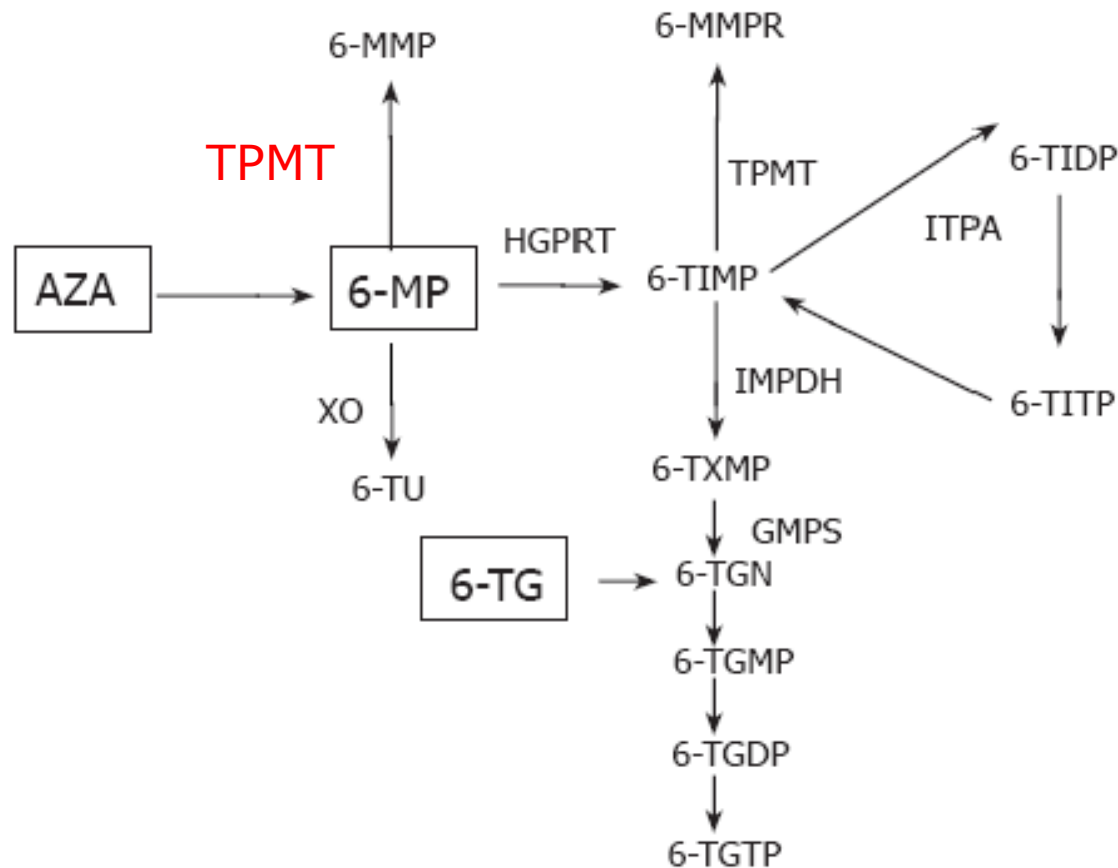 6-MMP
6-MMPR
TPMT
TPMT
6-TIDP
HGPRT
ITPA
AZA
6-MP
6-TIMP
IMPDH
XO
6-TITP
6-TU
6-TXMP
GMPS
6-TG
6-TGN
6-TGMP
6-TGDP
6-TGTP